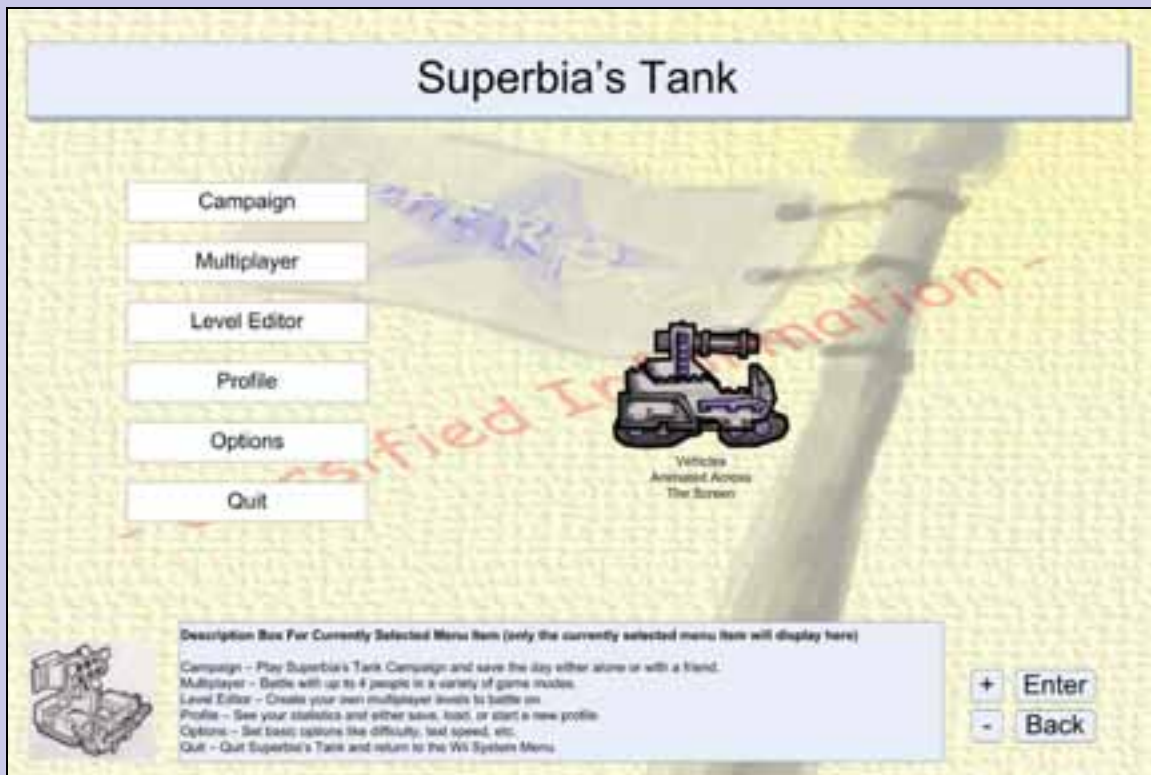 Superbia's Tank
Campaign
Multiplayer
Level Editor
Profile
Options
Quit
Vehicles
Animated Across
The Screen
Description Box For Currently Selected Menu Item (only the currently selected menu item will display here)
Campaign – Play Superbia's Tank Campaign and save the day either alone or with a friend.
Multiplayer – Battle with up to 4 people in a variety of game modes.
Level Editor – Create your own multiplayer levels to battle on.
Profile – See your statistics and either save, load, or start a new profile.
Options – Set basic options like difficulty, text speed, etc.
Quit – Quit Superbia's Tank and return to the Wii System Menu.
+ Enter
- Back